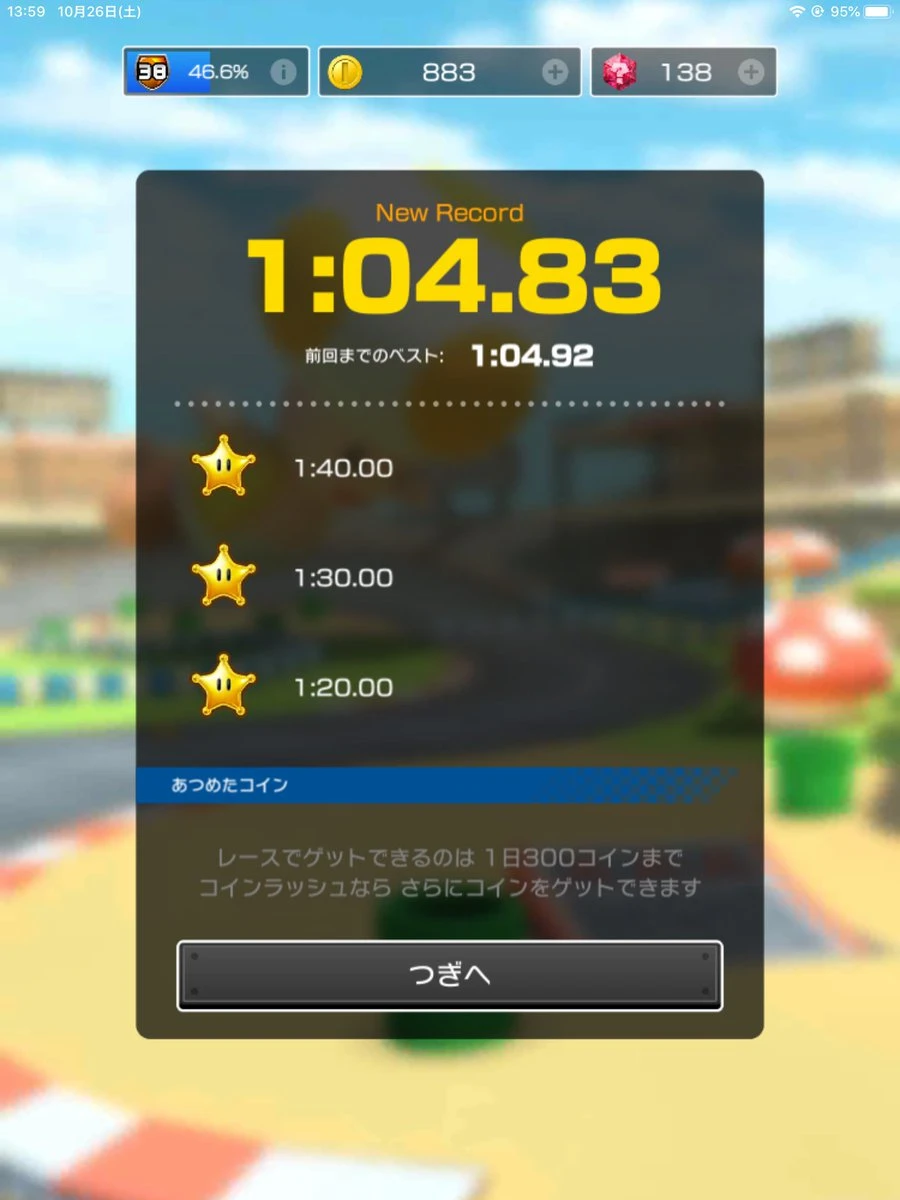 13:59 10月26日(土) 95%
38 46.6% i 883 + ? 138 +
New Record
1:04.83
前回までのベスト: 1:04.92
1:40.00
1:30.00
1:20.00
あつめたコイン
レースでゲットできるのは 1日300コインまで
コインラッシュなら さらにコインをゲットできます
つぎへ